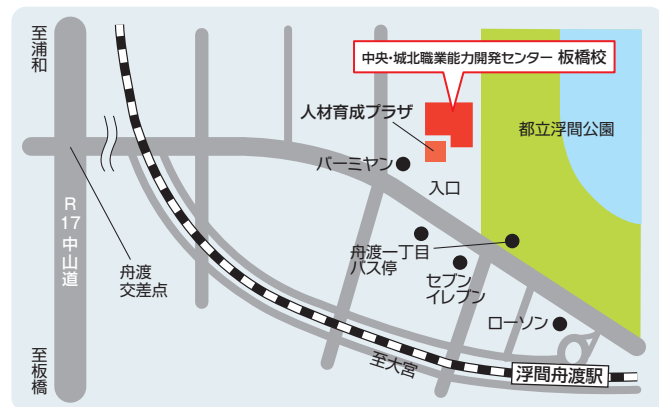 至浦和
中央・城北職業能力開発センター 板橋校
人材育成プラザ
都立浮間公園
バーミヤン
入口
R17中山道
舟渡
交差点
舟渡一丁目
バス停
セブン
イレブン
ローソン
至板橋
至大宮
浮間舟渡駅